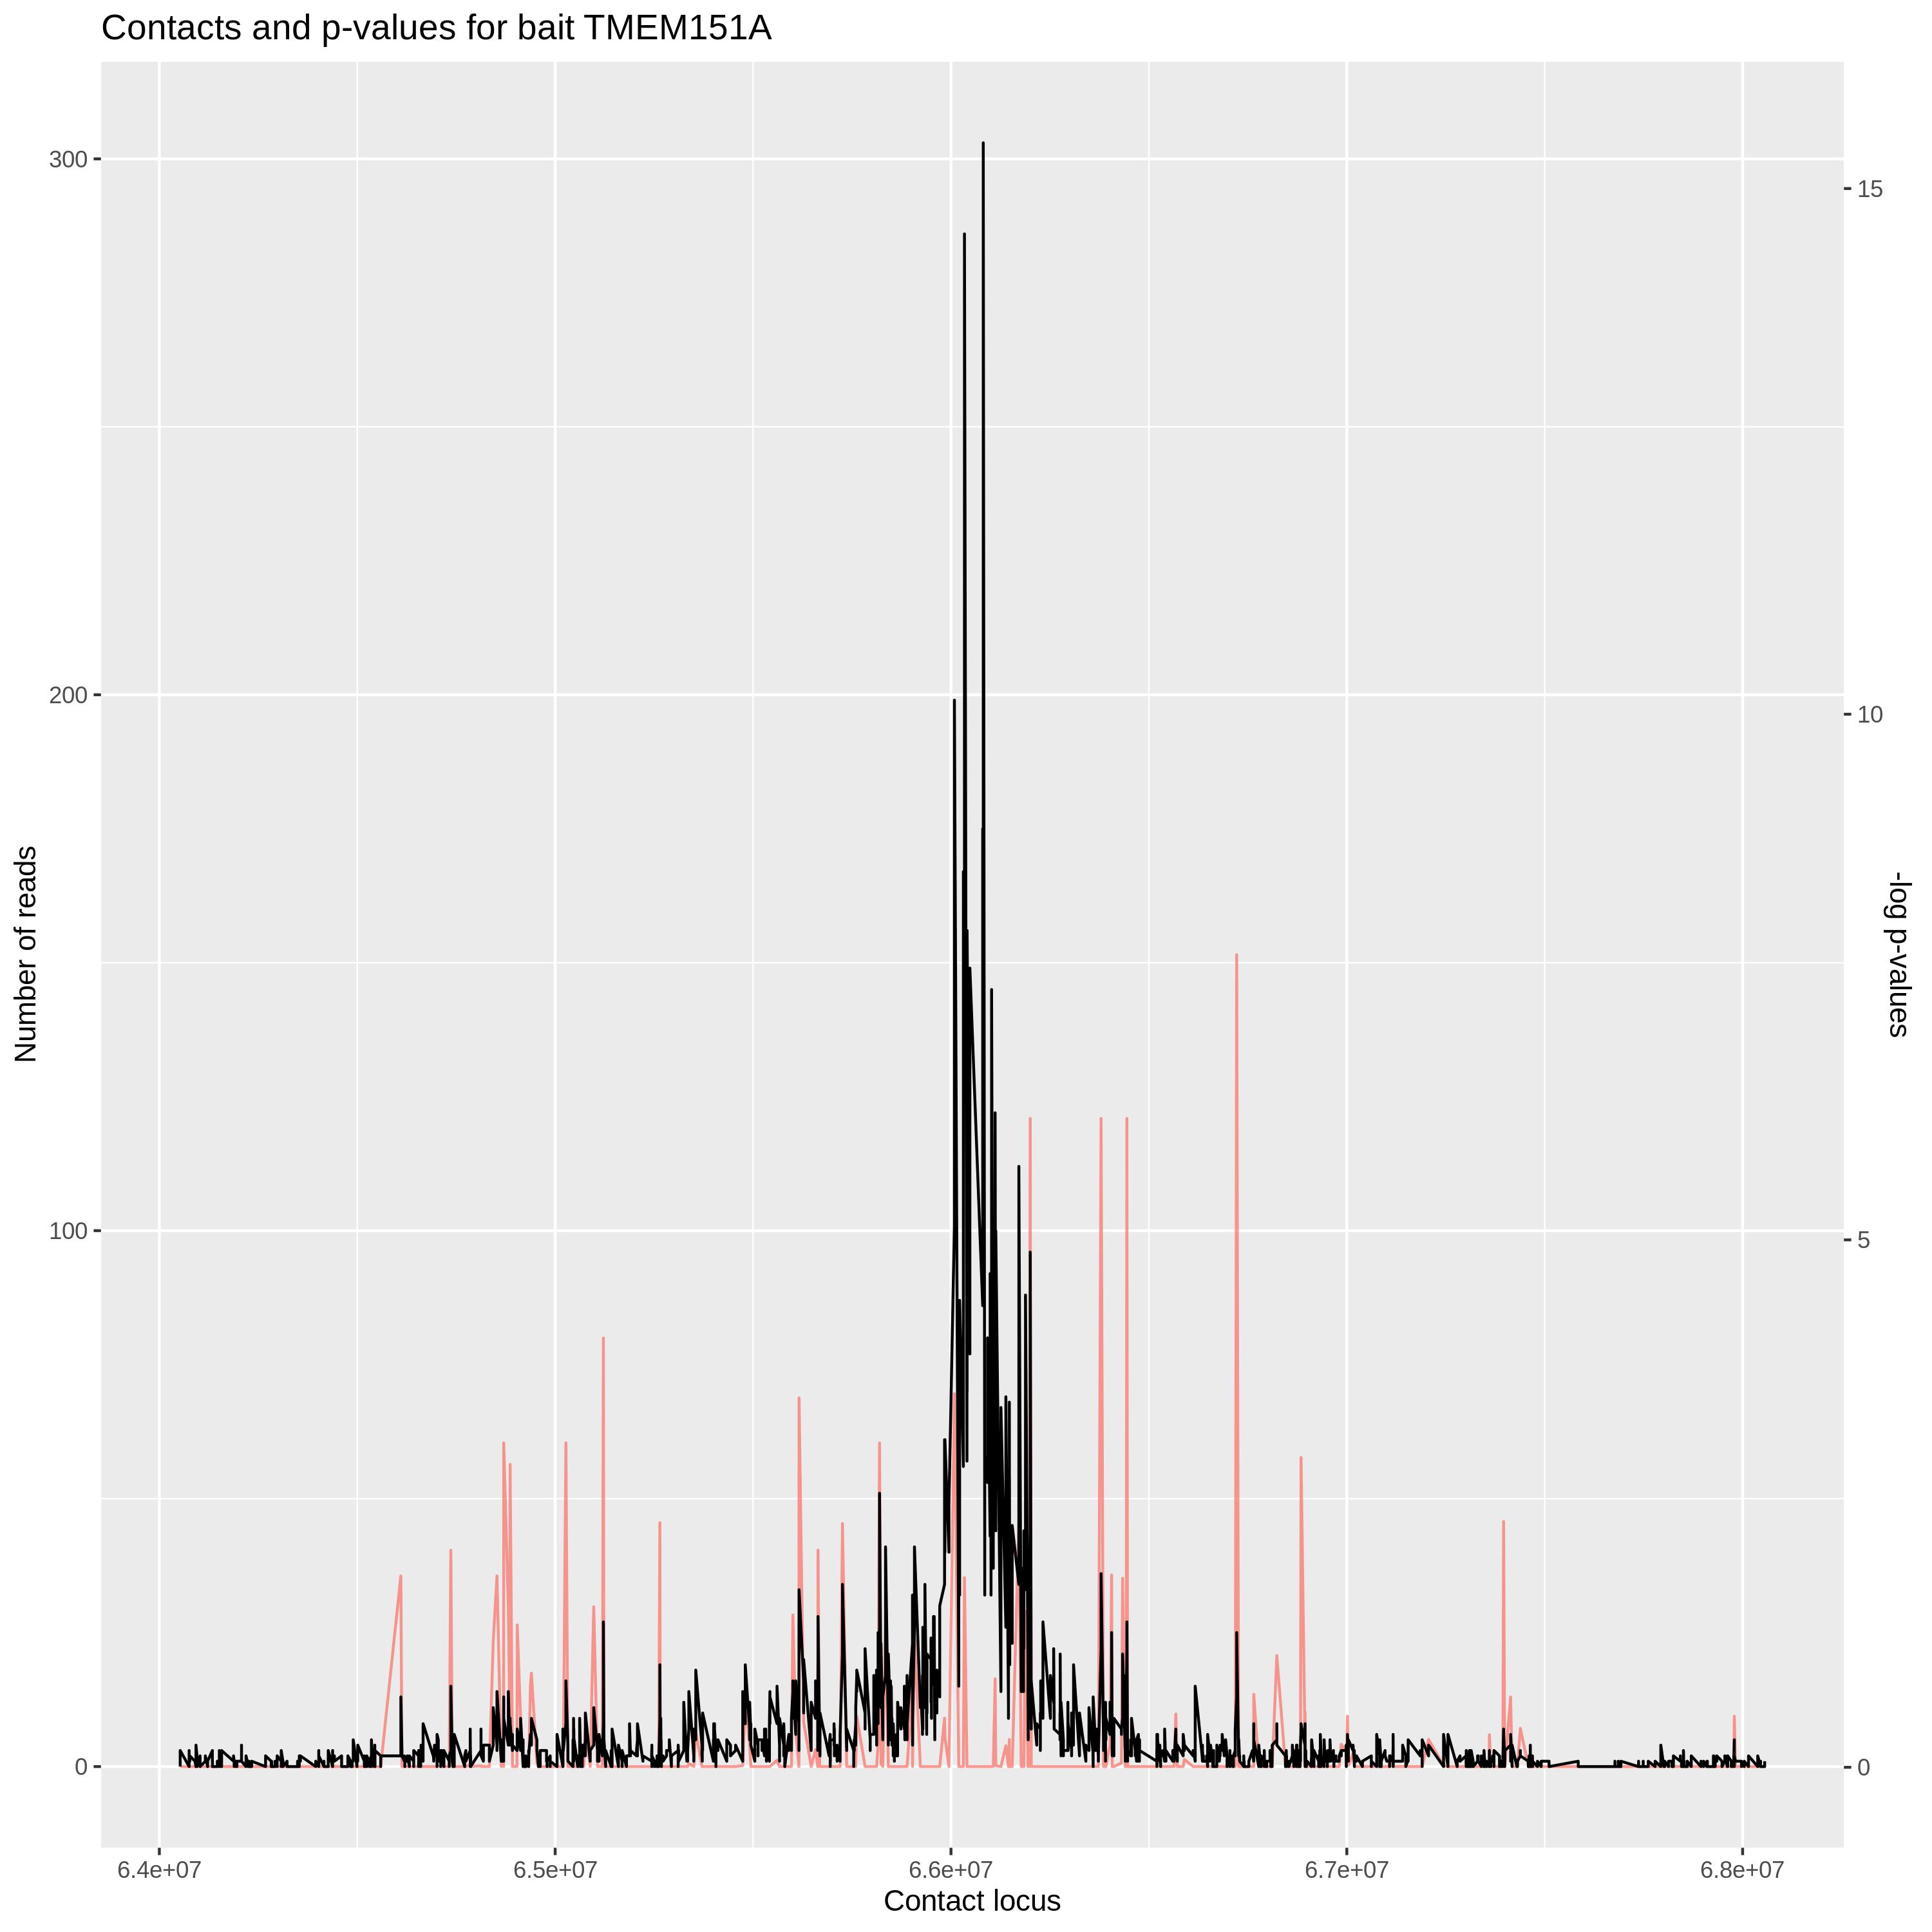 Contacts and p-values for bait TMEM151A
300
200
100
0
Number of reads
15
10
5
0
-log p-values
6.4e+07
6.5e+07
6.6e+07
6.7e+07
6.8e+07
Contact locus